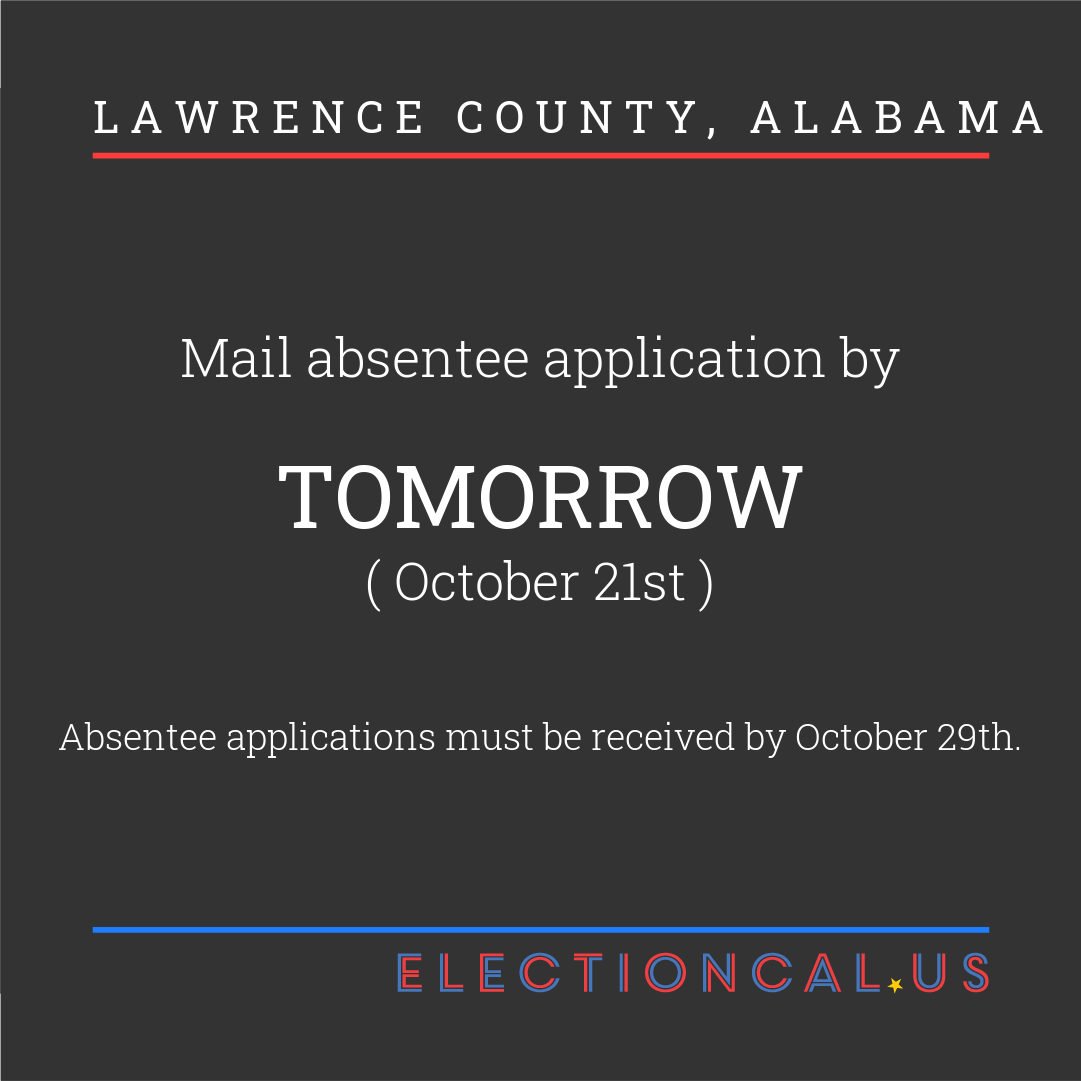 LAWRENCE COUNTY, ALABAMA
Mail absentee application by
TOMORROW
( October 21st )
Absentee applications must be received by October 29th.
ELECTIONCAL.US